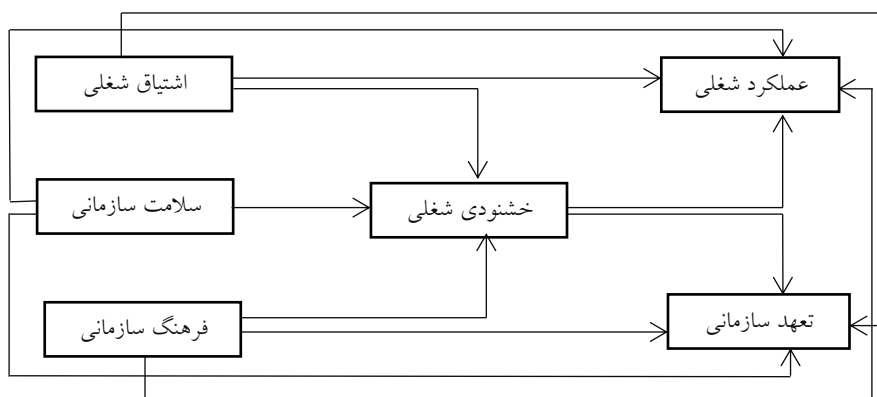 اشتیاق شغلی
عملکرد شغلی
سلامت سازمانی
خشنودی شغلی
فرهنگ سازمانی
تعهد سازمانی